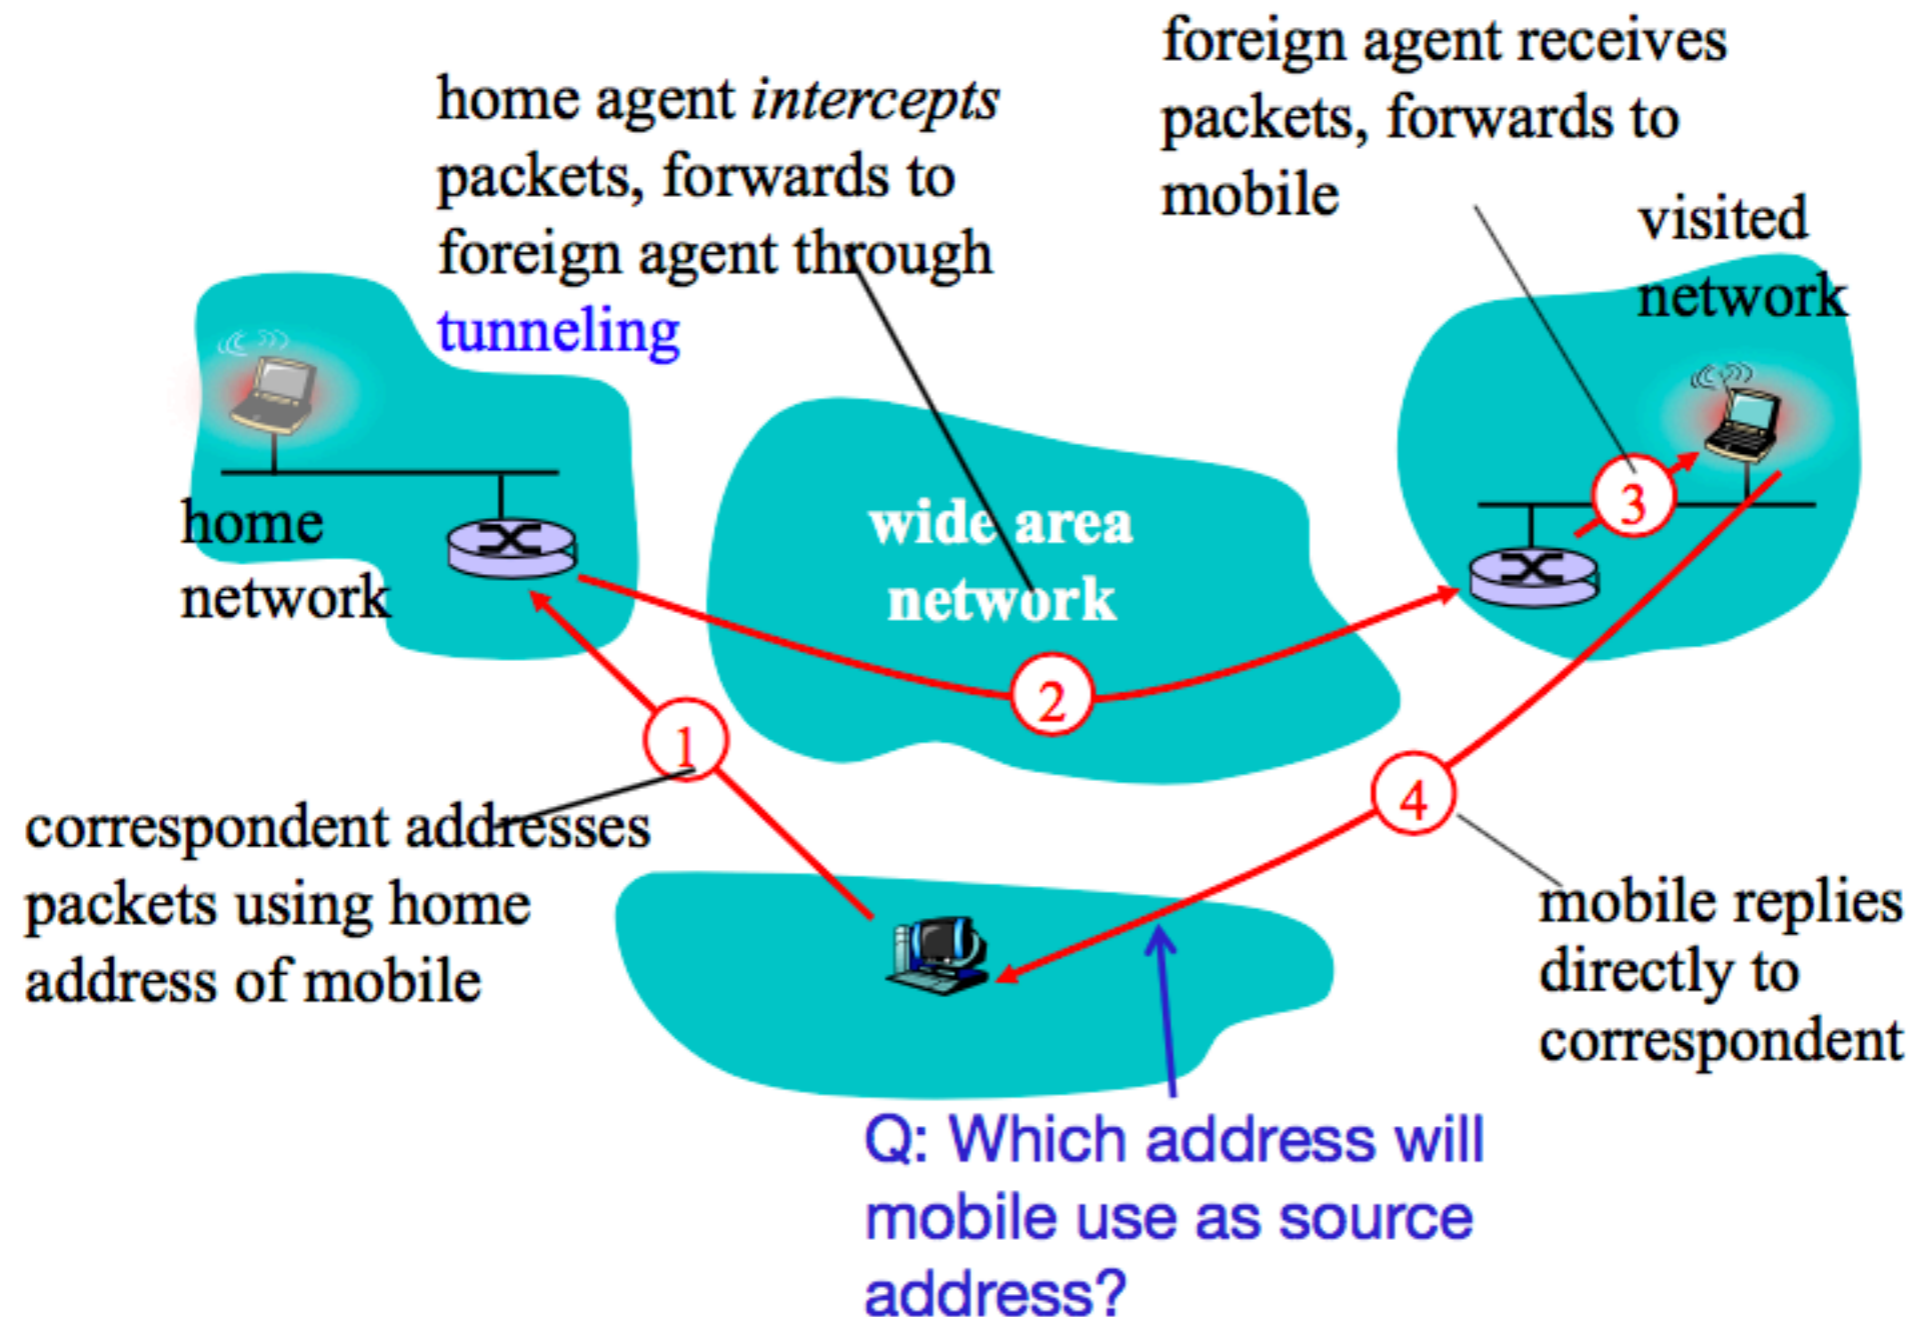 home agent intercepts
packets, forwards to
foreign agent through
tunneling
foreign agent receives
packets, forwards to
mobile
visited
network
home
network
wide area
network
3
2
1
4
correspondent addresses
packets using home
address of mobile
mobile replies
directly to
correspondent
Q: Which address will
mobile use as source
address?